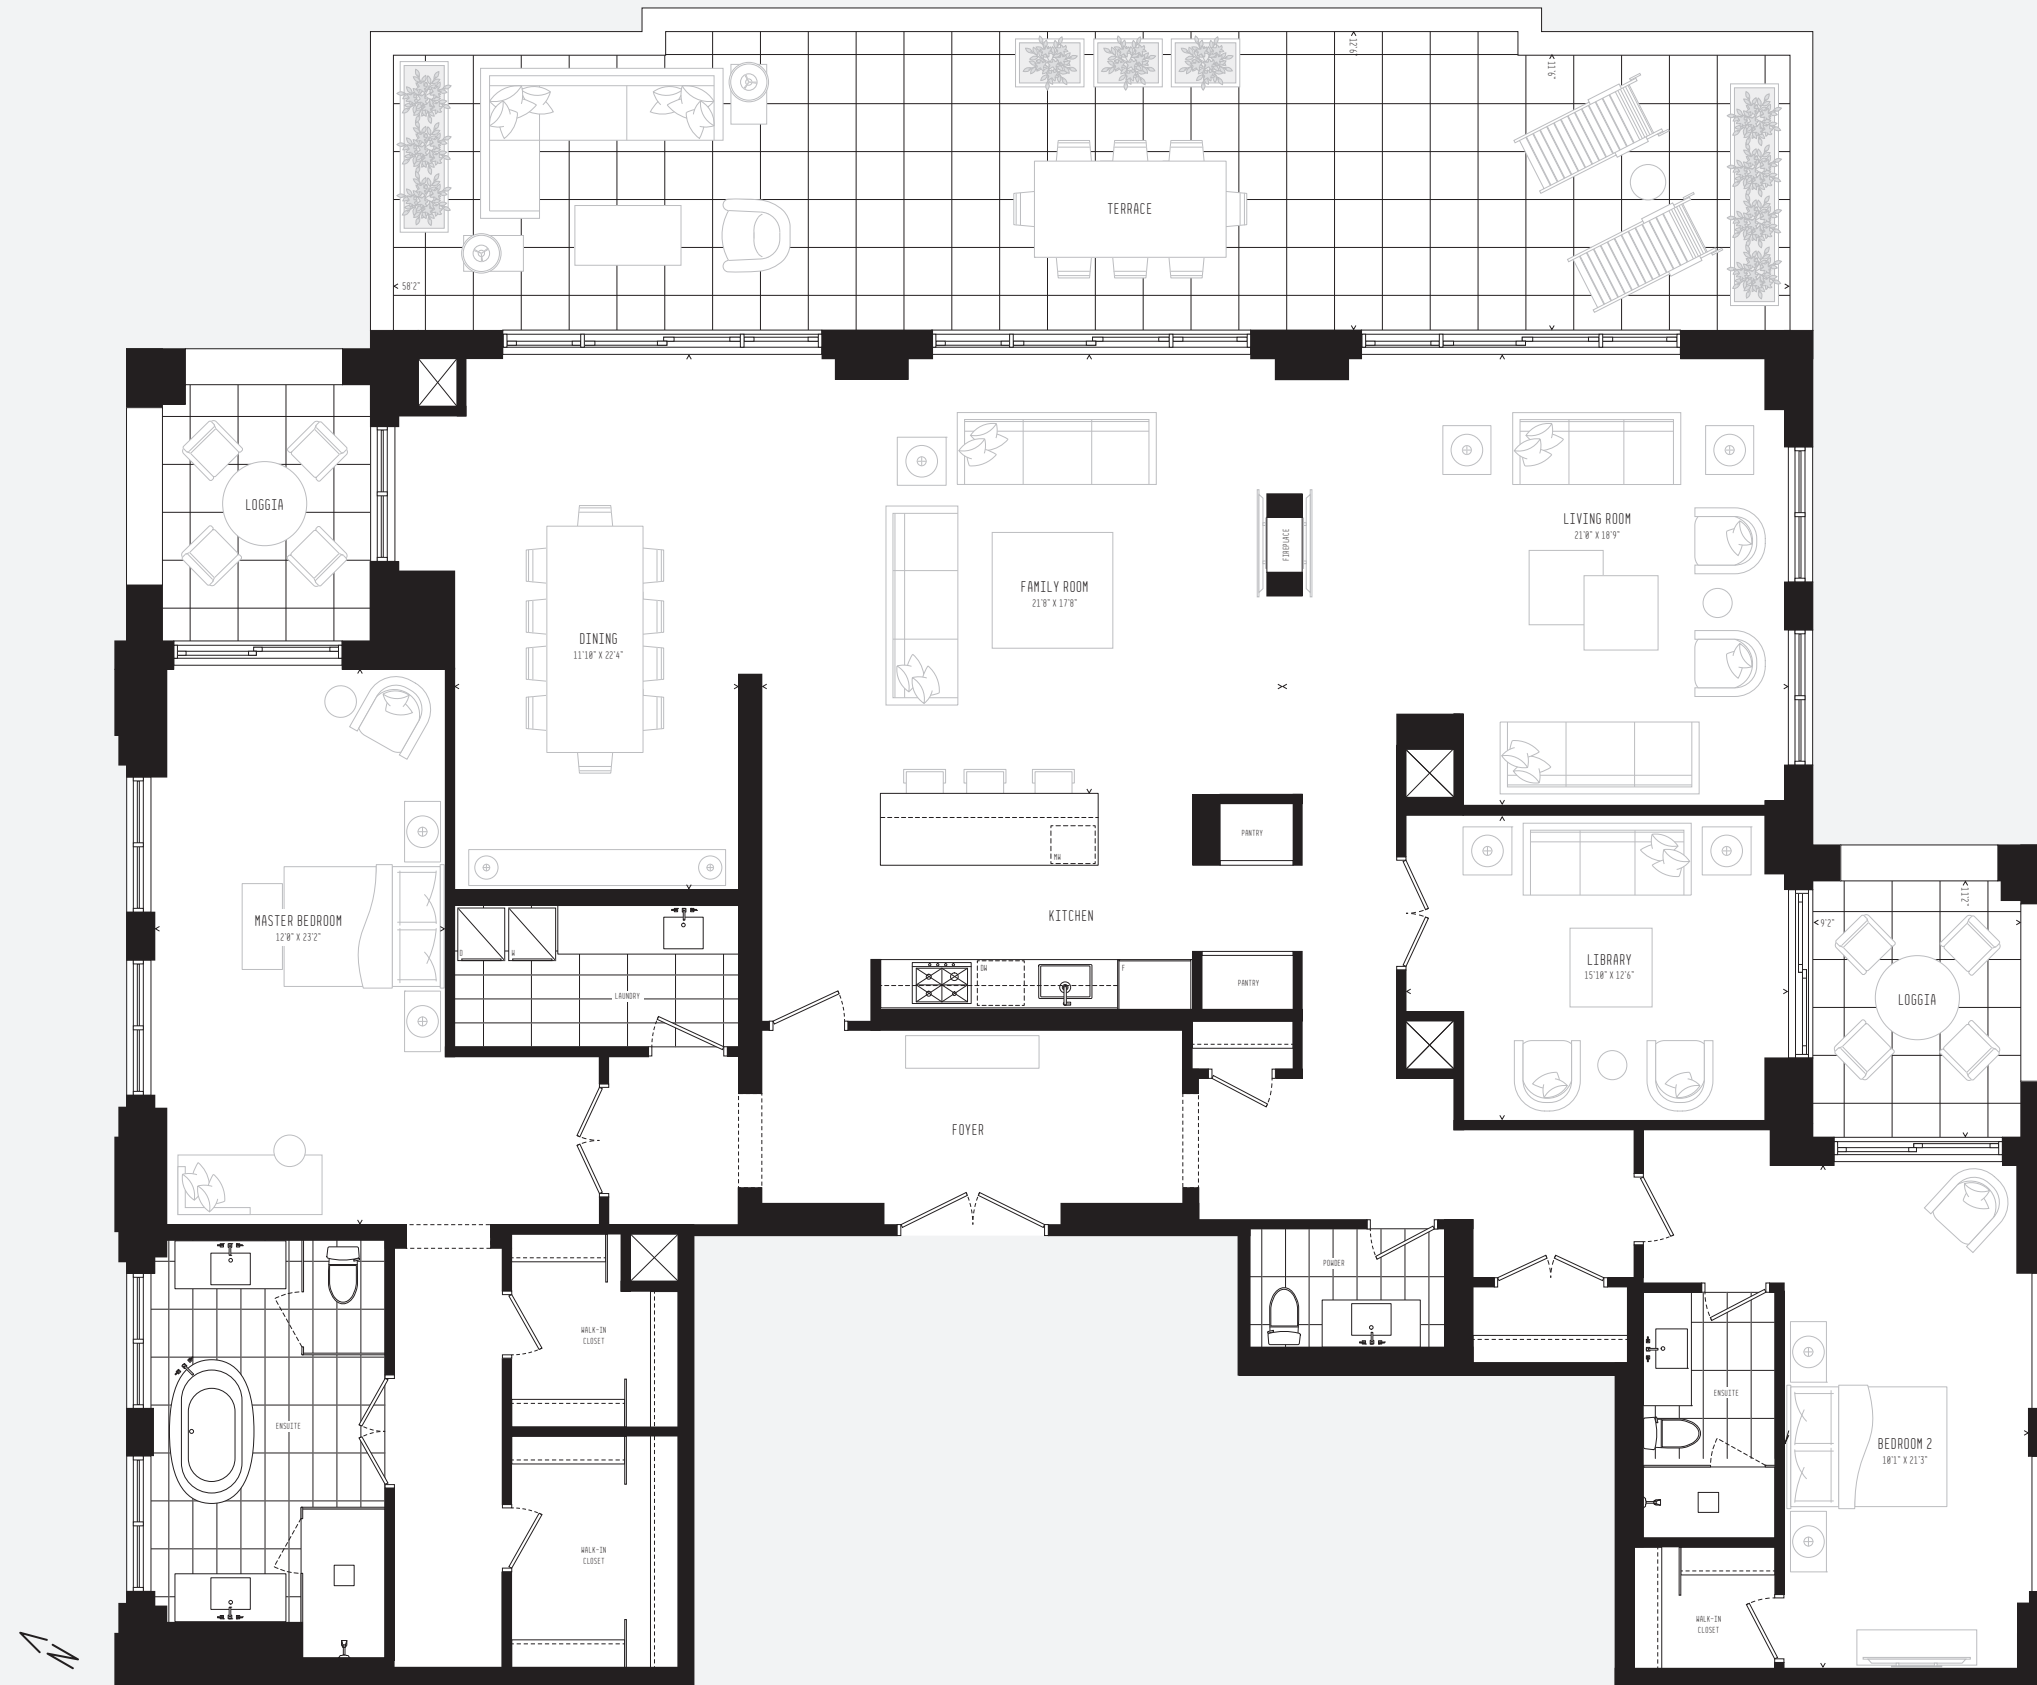 12'6"
11'6"
TERRACE
58'2"
LOGGIA
LIVING ROOM
21'0" X 18'9"
FIREPLACE
FAMILY ROOM
21'8" X 17'8"
DINING
11'10" X 22'4"
PANTRY
MW
11'2"
MASTER BEDROOM
12'0" X 23'2"
KITCHEN
9'2"
D
W
LIBRARY
15'10" X 12'6"
DW
F
PANTRY
LAUNDRY
LOGGIA
FOYER
POWDER
WALK-IN
CLOSET
ENSUITE
ENSUITE
BEDROOM 2
10'1" X 21'3"
WALK-IN
CLOSET
WALK-IN
CLOSET
N